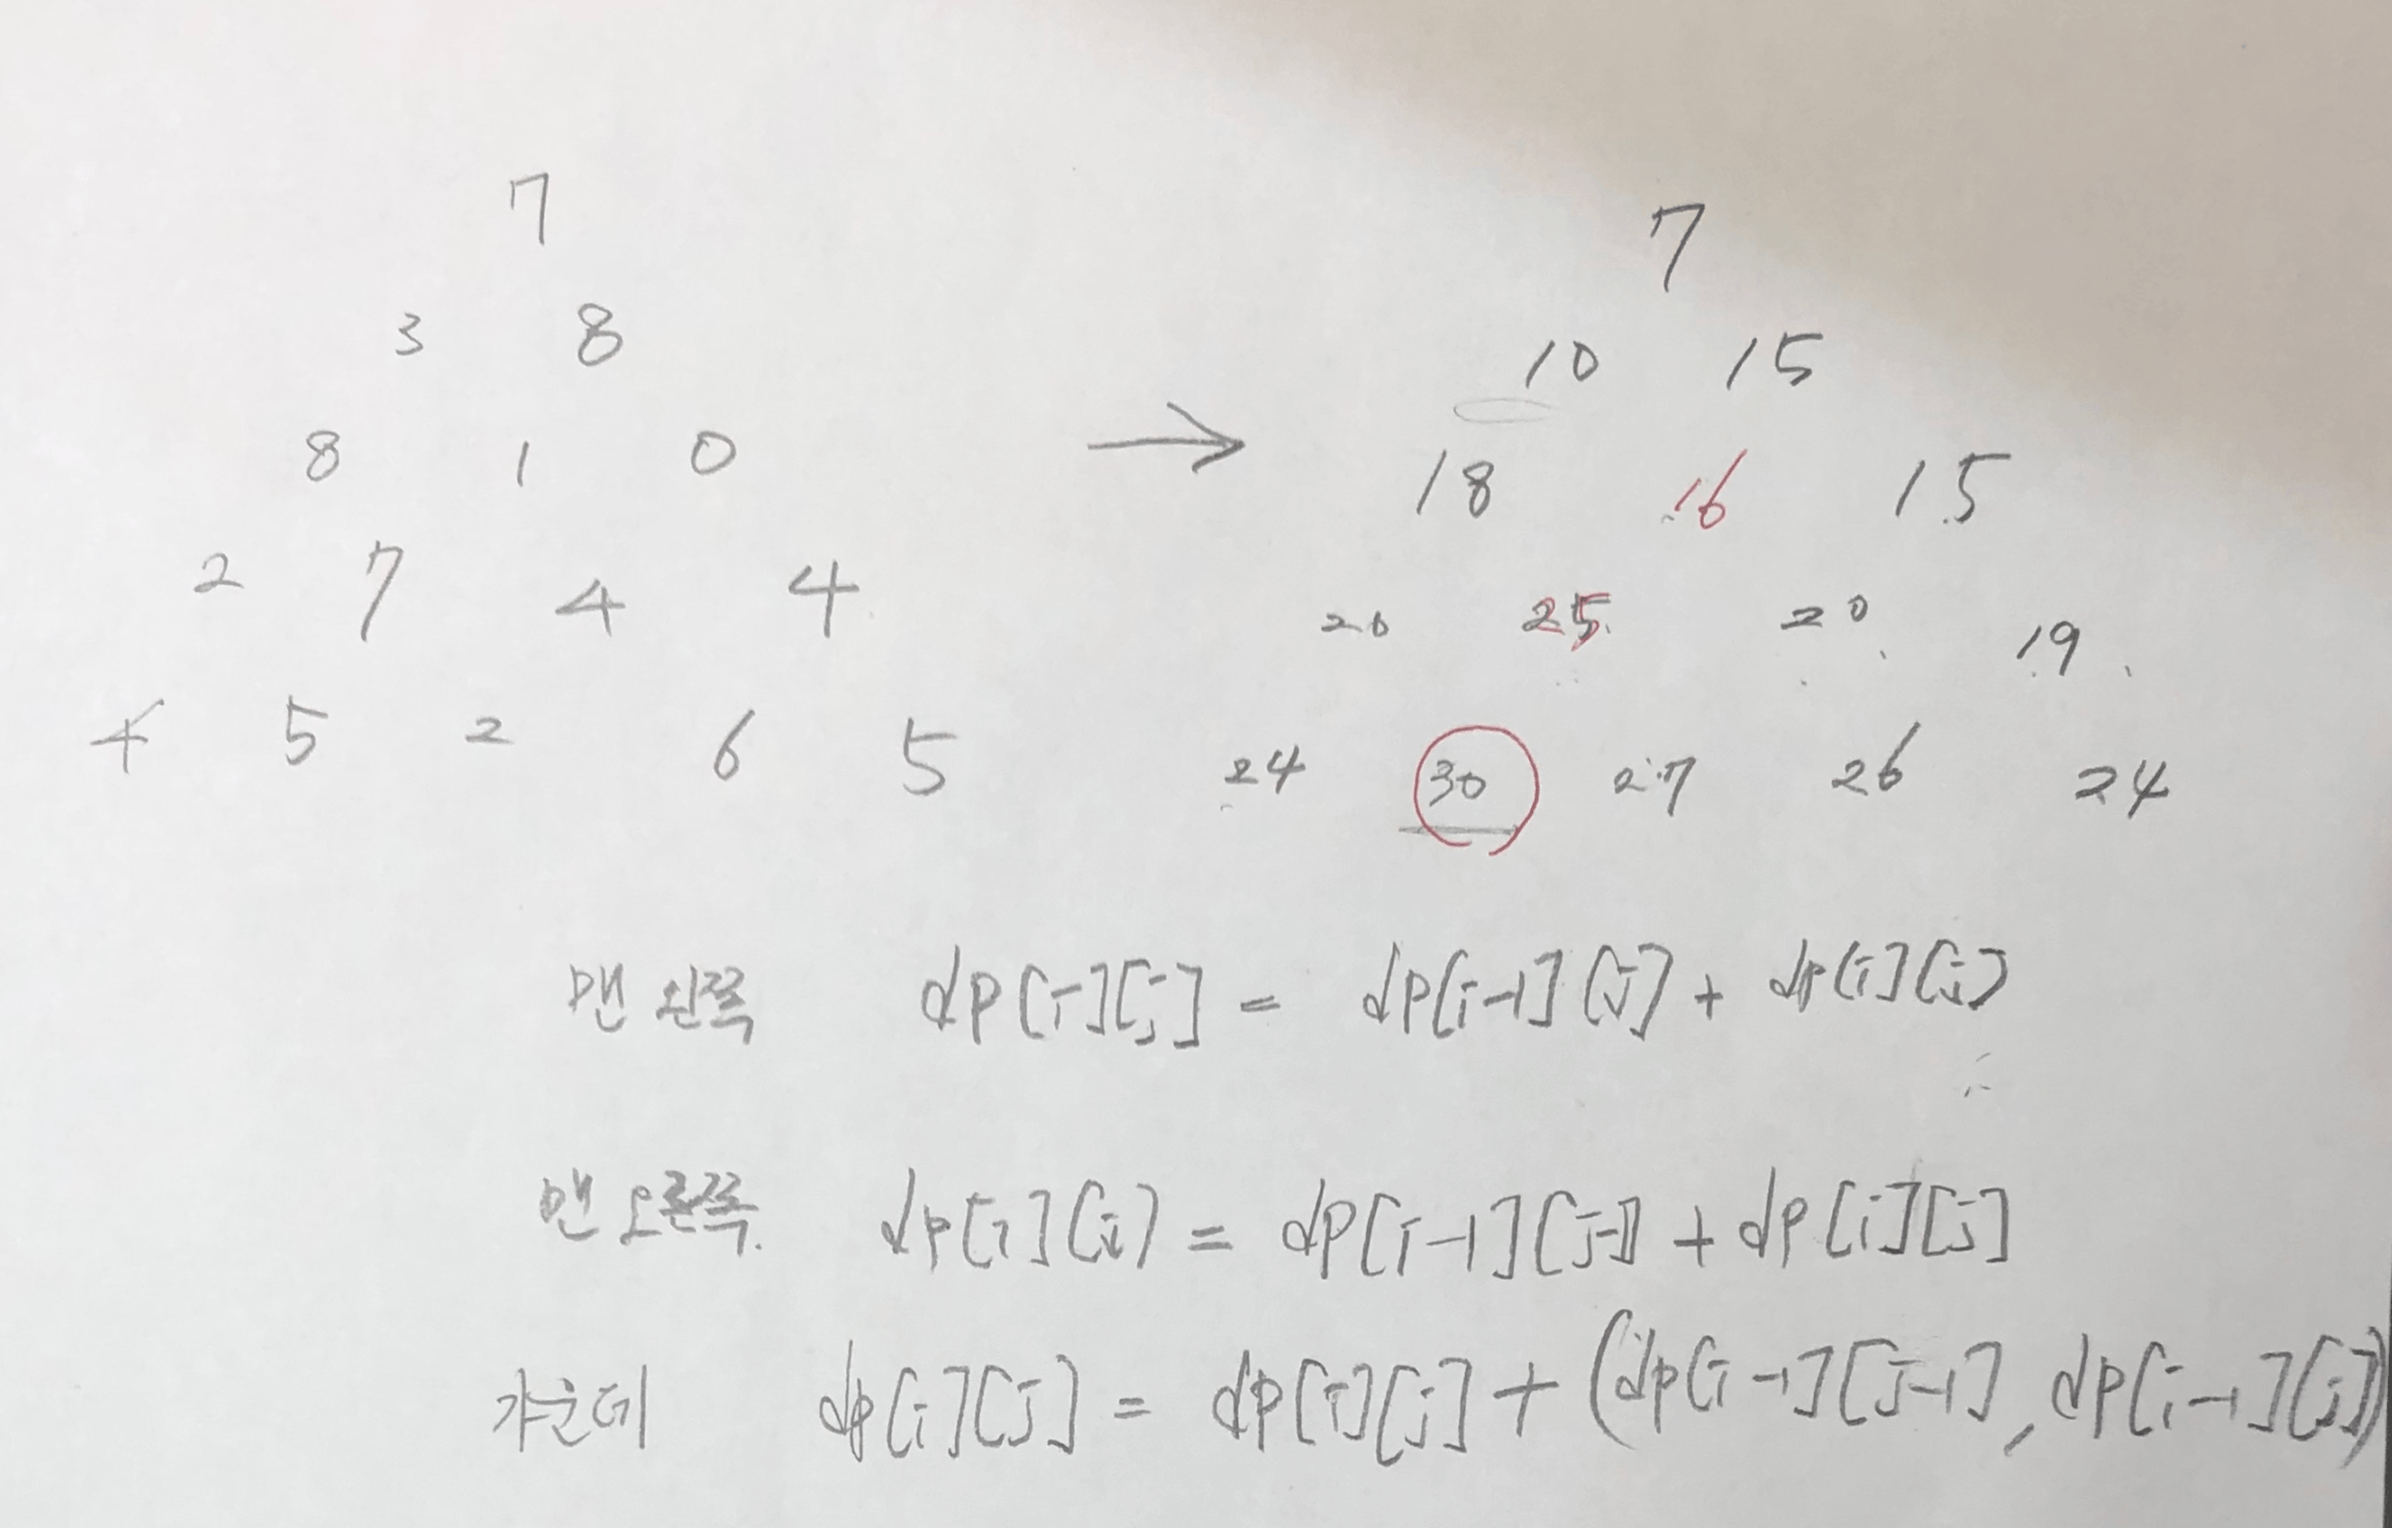 7
3 8
8 1 0
2 7 4 4
4 5 2 6 5
→
7
10 15
18 16 15
20 25 20 19
24 30 27 26 24
맨 왼쪽 dp[i][j] = dp[i-1][j] + dp[i][j]
맨 오른쪽 dp[i][j] = dp[i-1][j-1] + dp[i][j]
가운데 dp[i][j] = dp[i][j] + (dp[i-1][j-1], dp[i-1][j])